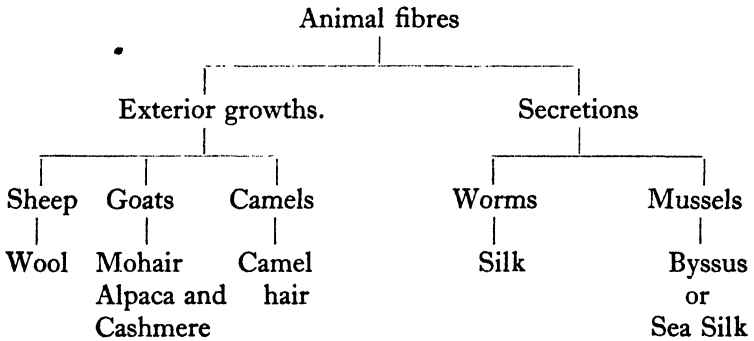 Animal fibres
Exterior growths. Secretions
Sheep Goats Camels Worms Mussels
Wool Mohair Camel Silk Byssus
Alpaca and hair or
Cashmere Sea Silk